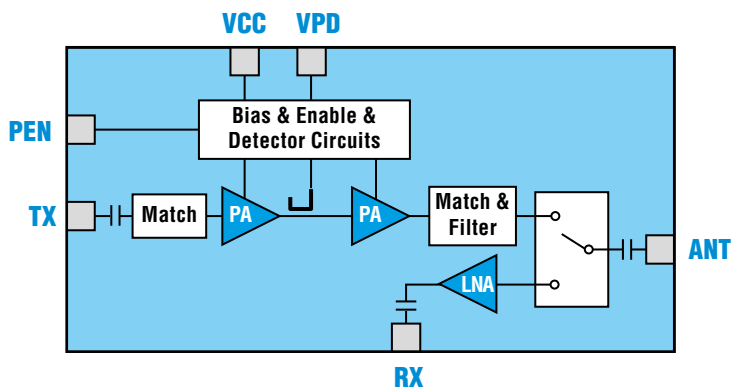 VCC
VPD
Bias & Enable &
Detector Circuits
PEN
TX
Match
PA
PA
Match &
Filter
ANT
LNA
RX